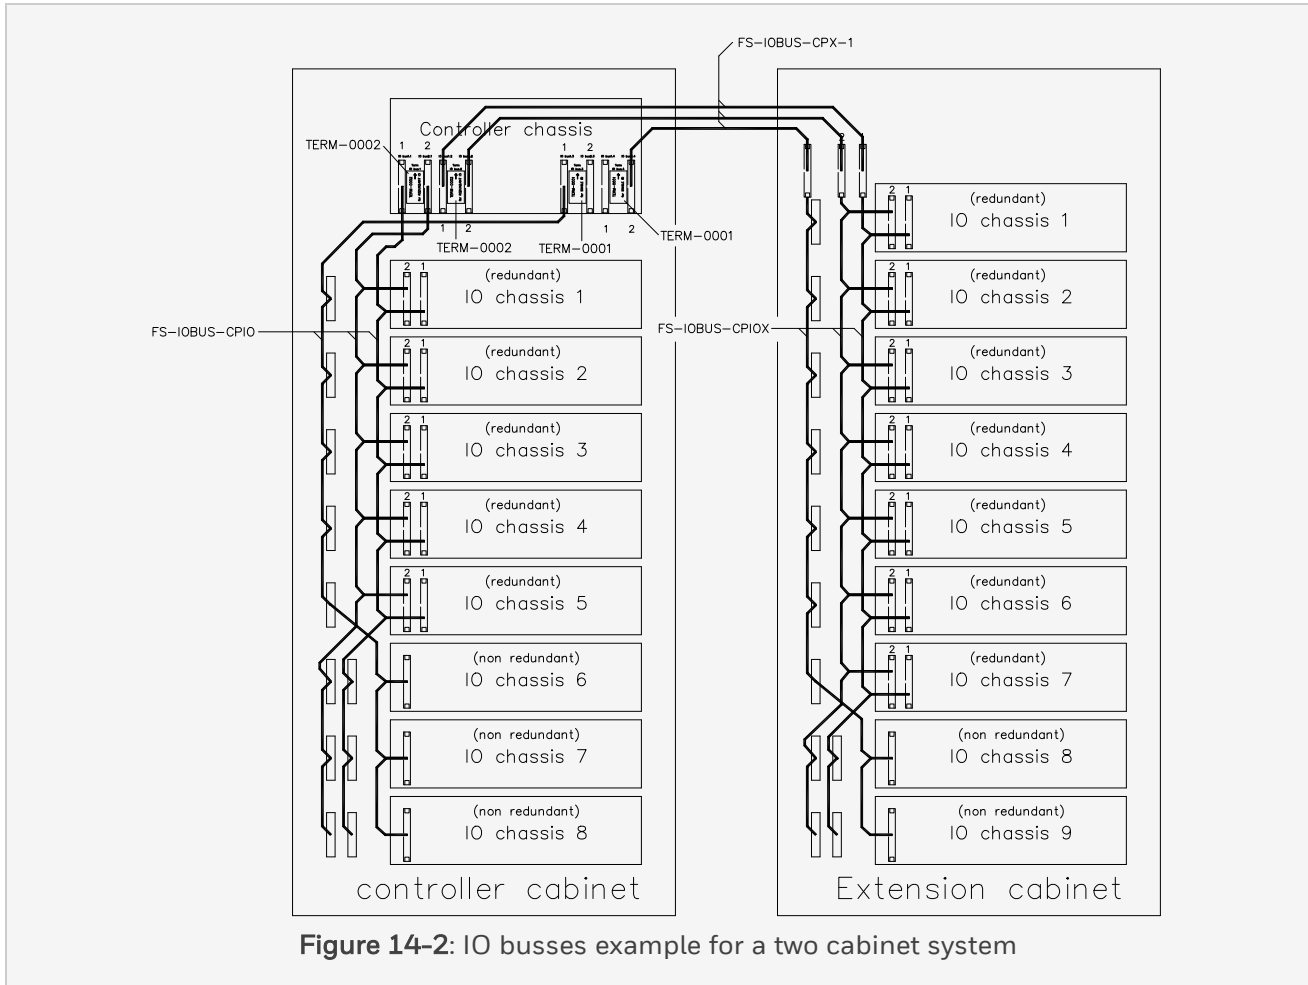 FS-IOBUS-CPX-1
Controller chassis
TERM-0002
1 2
1 2
1 2
1 2
TERM-0002
TERM-0001
TERM-0001
FS-IOBUS-CPIO
2 1
(redundant)
IO chassis 1
2 1
(redundant)
IO chassis 2
2 1
(redundant)
IO chassis 3
2 1
(redundant)
IO chassis 4
2 1
(redundant)
IO chassis 5
(non redundant)
IO chassis 6
(non redundant)
IO chassis 7
(non redundant)
IO chassis 8
controller cabinet
FS-IOBUS-CPIOX
2 1
(redundant)
IO chassis 1
2 1
(redundant)
IO chassis 2
2 1
(redundant)
IO chassis 3
2 1
(redundant)
IO chassis 4
2 1
(redundant)
IO chassis 5
2 1
(redundant)
IO chassis 6
2 1
(redundant)
IO chassis 7
(non redundant)
IO chassis 8
(non redundant)
IO chassis 9
Extension cabinet
Figure 14-2: IO busses example for a two cabinet system